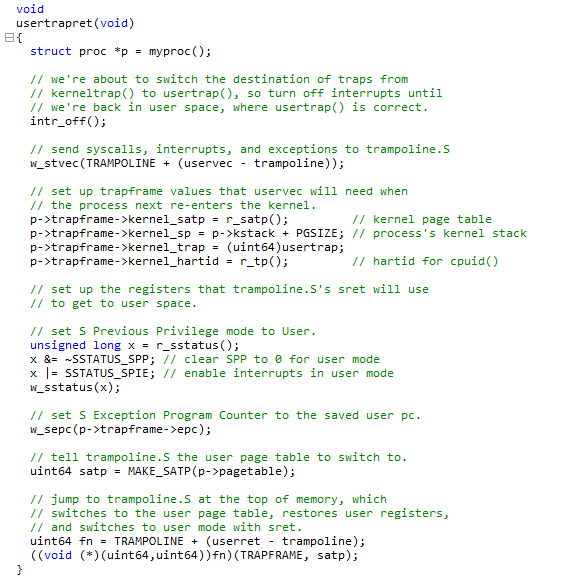 void
usertrapret(void)
{
  struct proc *p = myproc();

  // we're about to switch the destination of traps from
  // kerneltrap() to usertrap(), so turn off interrupts until
  // we're back in user space, where usertrap() is correct.
  intr_off();

  // send syscalls, interrupts, and exceptions to trampoline.S
  w_stvec(TRAMPOLINE + (uservec - trampoline));

  // set up trapframe values that uservec will need when
  // the process next re-enters the kernel.
  p->trapframe->kernel_satp = r_satp();         // kernel page table
  p->trapframe->kernel_sp = p->kstack + PGSIZE; // process's kernel stack
  p->trapframe->kernel_trap = (uint64)usertrap;
  p->trapframe->kernel_hartid = r_tp();         // hartid for cpuid()

  // set up the registers that trampoline.S's sret will use
  // to get to user space.

  // set S Previous Privilege mode to User.
  unsigned long x = r_sstatus();
  x &= ~SSTATUS_SPP; // clear SPP to 0 for user mode
  x |= SSTATUS_SPIE; // enable interrupts in user mode
  w_sstatus(x);

  // set S Exception Program Counter to the saved user pc.
  w_sepc(p->trapframe->epc);

  // tell trampoline.S the user page table to switch to.
  uint64 satp = MAKE_SATP(p->pagetable);

  // jump to trampoline.S at the top of memory, which
  // switches to the user page table, restores user registers,
  // and switches to user mode with sret.
  uint64 fn = TRAMPOLINE + (userret - trampoline);
  ((void (*)(uint64,uint64))fn)(TRAPFRAME, satp);
}